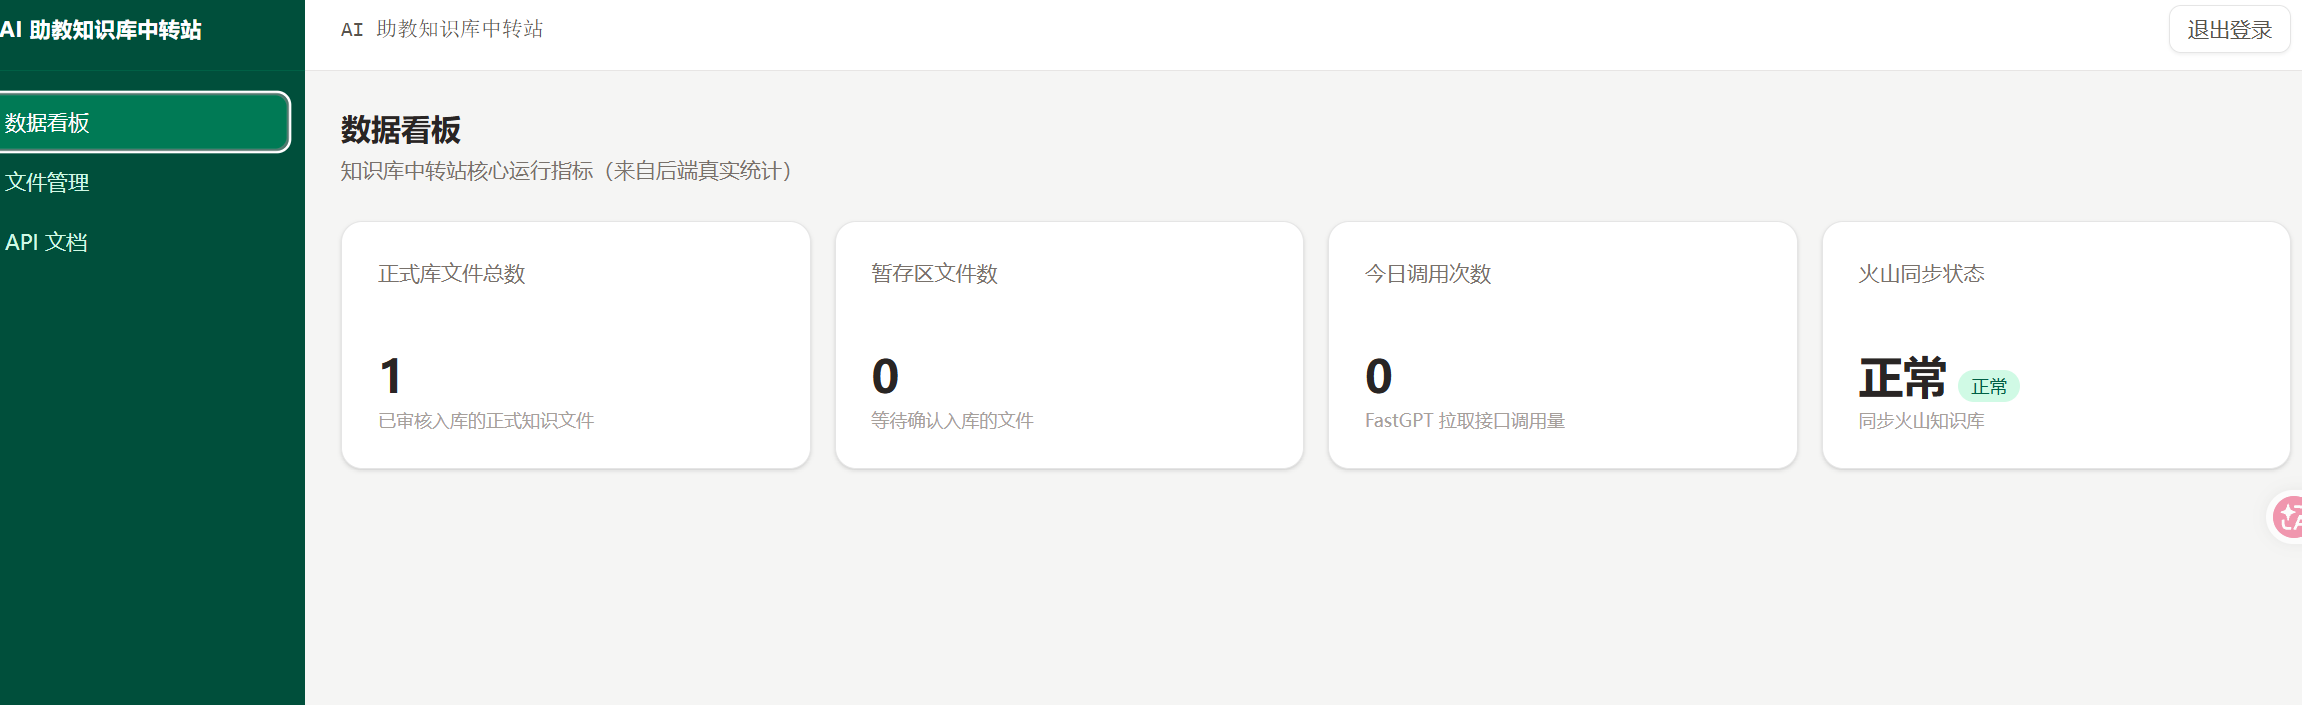 AI 助教知识库中转站
AI 助教知识库中转站
退出登录
数据看板
文件管理
API 文档
数据看板
知识库中转站核心运行指标（来自后端真实统计）
正式库文件总数
1
已审核入库的正式知识文件
暂存区文件数
0
等待确认入库的文件
今日调用次数
0
FastGPT 拉取接口调用量
火山同步状态
正常 正常
同步火山知识库